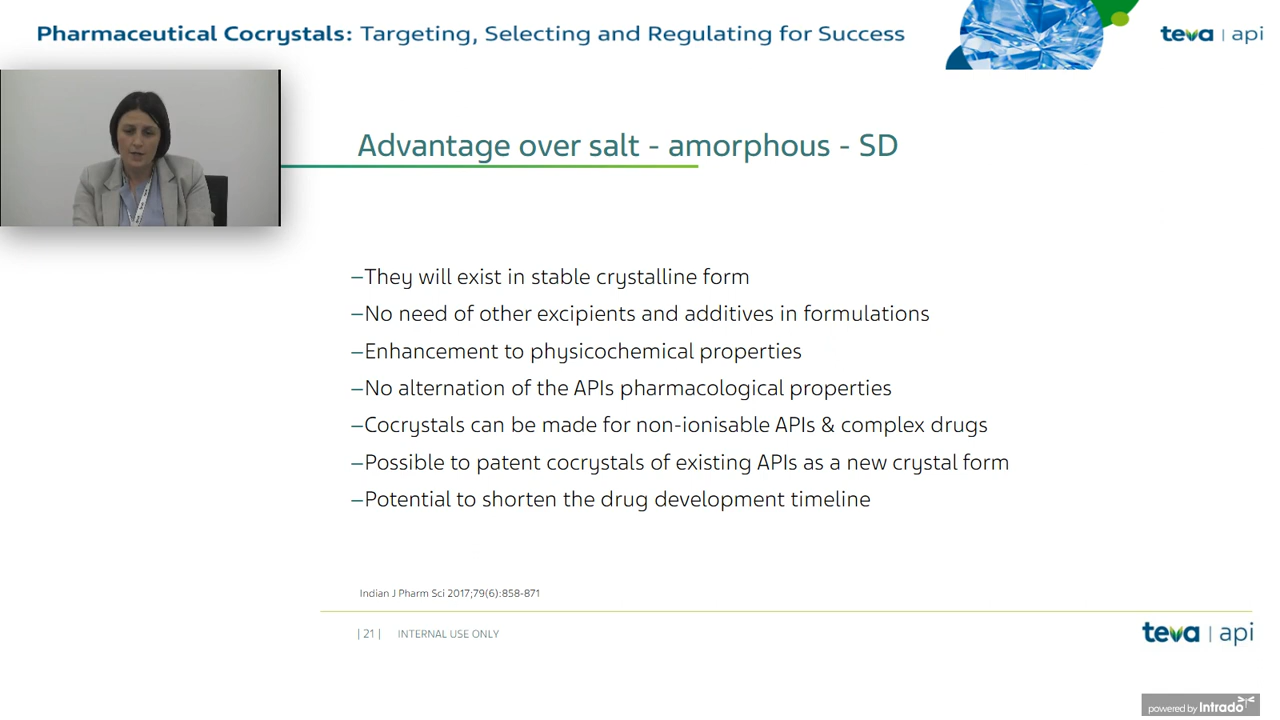 Pharmaceutical Cocrystals: Targeting, Selecting and Regulating for Success
teva | api
Advantage over salt - amorphous - SD
–They will exist in stable crystalline form
–No need of other excipients and additives in formulations
–Enhancement to physicochemical properties
–No alternation of the APIs pharmacological properties
–Cocrystals can be made for non-ionisable APIs & complex drugs
–Possible to patent cocrystals of existing APIs as a new crystal form
–Potential to shorten the drug development timeline
Indian J Pharm Sci 2017;79(6):858-871
| 21 | INTERNAL USE ONLY
teva | api
powered by Intrado